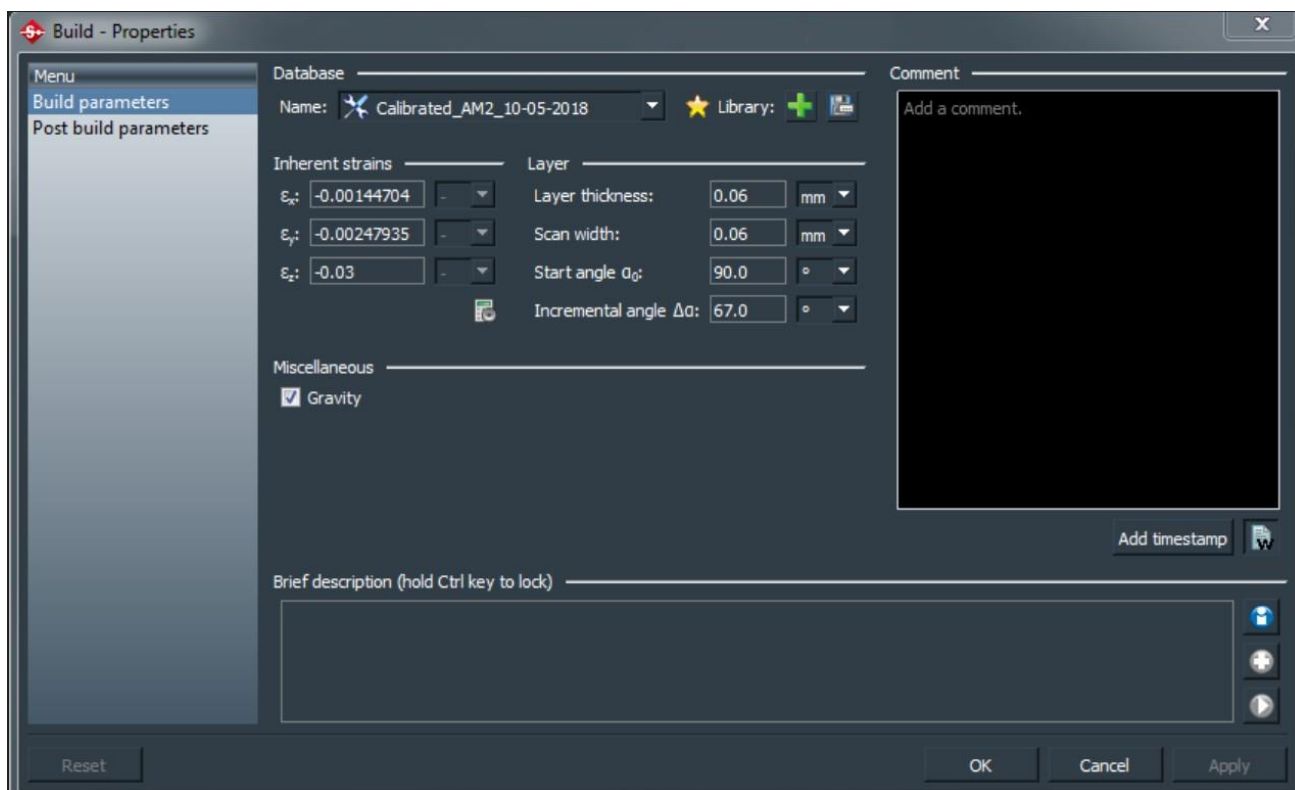 Build - Properties
X
Menu
Build parameters
Post build parameters
Database
Name: Calibrated_AM2_10-05-2018 Library:
Inherent strains
εx: -0.00144704 -
εy: -0.00247935 -
εz: -0.03 -
Layer
Layer thickness: 0.06 mm
Scan width: 0.06 mm
Start angle α0: 90.0 °
Incremental angle Δα: 67.0 °
Miscellaneous
Gravity
Comment
Add a comment.
Add timestamp
Brief description (hold Ctrl key to lock)
Reset
OK
Cancel
Apply